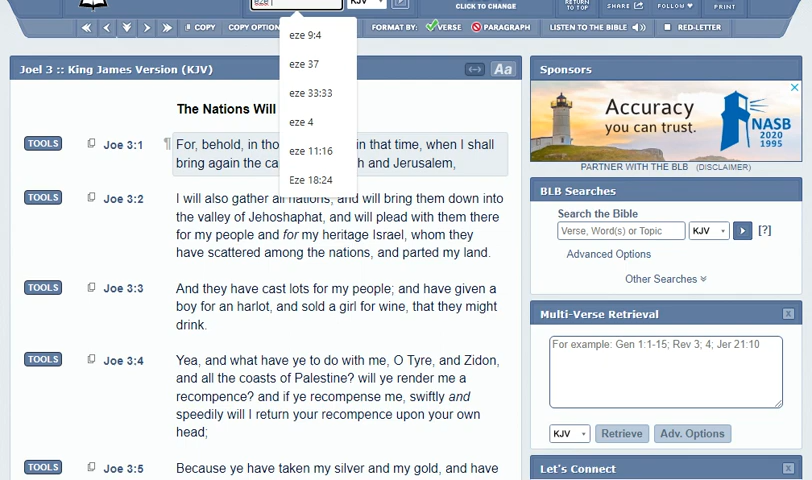 eze
KJV
CLICK TO CHANGE
RETURN TO TOP
SHARE
FOLLOW
PRINT
COPY
COPY OPTION
FORMAT BY:
VERSE
PARAGRAPH
LISTEN TO THE BIBLE
RED-LETTER
eze 9:4
eze 37
eze 33:33
eze 4
eze 11:16
Eze 18:24
Joel 3 :: King James Version (KJV)
Aa
The Nations Will
TOOLS
Joe 3:1
¶ For, behold, in tho in that time, when I shall
bring again the ca h and Jerusalem,
TOOLS
Joe 3:2
I will also gather all nations, and will bring them down into
the valley of Jehoshaphat, and will plead with them there
for my people and for my heritage Israel, whom they
have scattered among the nations, and parted my land.
TOOLS
Joe 3:3
And they have cast lots for my people; and have given a
boy for an harlot, and sold a girl for wine, that they might
drink.
TOOLS
Joe 3:4
Yea, and what have ye to do with me, O Tyre, and Zidon,
and all the coasts of Palestine? will ye render me a
recompence? and if ye recompense me, swiftly and
speedily will I return your recompence upon your own
head;
TOOLS
Joe 3:5
Because ye have taken my silver and my gold, and have
Sponsors
Accuracy
you can trust.
NASB
2020
1995
PARTNER WITH THE BLB (DISCLAIMER)
BLB Searches
Search the Bible
Verse, Word(s) or Topic
KJV
[?]
Advanced Options
Other Searches
Multi-Verse Retrieval
X
For example: Gen 1:1-15; Rev 3; 4; Jer 21:10
KJV
Retrieve
Adv. Options
Let's Connect
X